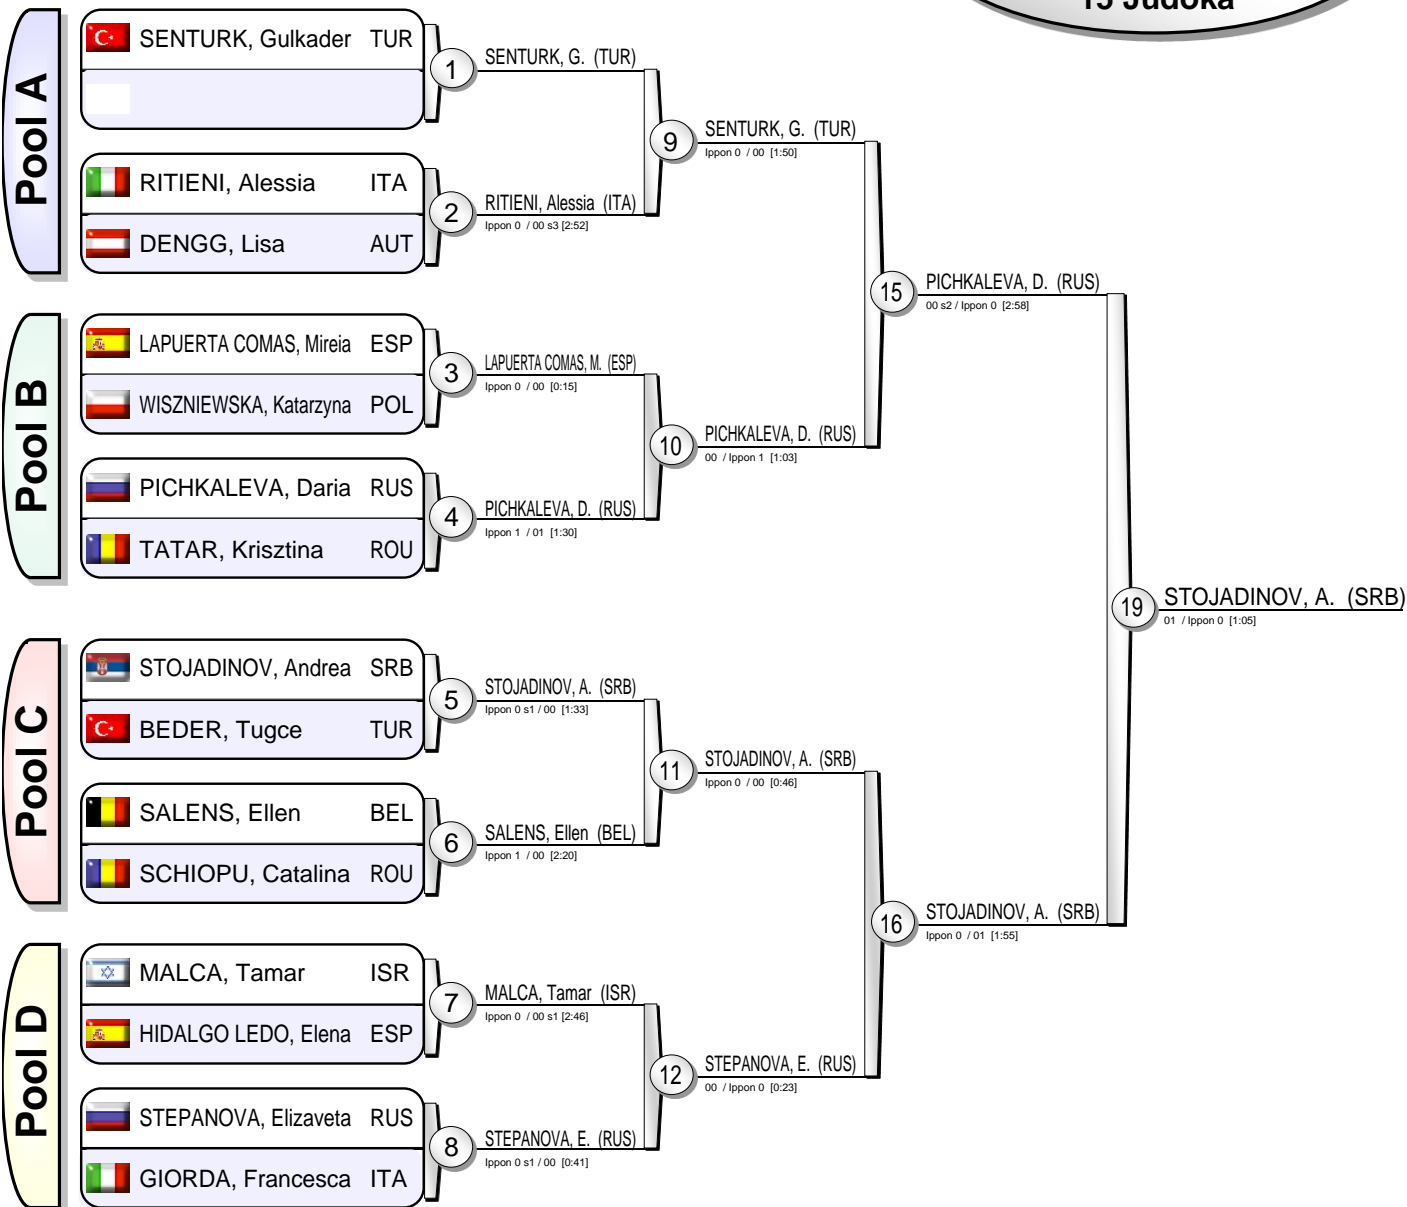 15 Judoka
Pool A
SENTURK, Gulkader TUR
1
SENTURK, G. (TUR)
RITIENI, Alessia ITA
DENGG, Lisa AUT
2
RITIENI, Alessia (ITA)
Ippon 0 / 00 s3 [2:52]
9
SENTURK, G. (TUR)
Ippon 0 / 00 [1:50]
Pool B
LAPUERTA COMAS, Mireia ESP
WISZNIEWSKA, Katarzyna POL
3
LAPUERTA COMAS, M. (ESP)
Ippon 0 / 00 [0:15]
PICHKALEVA, Daria RUS
TATAR, Krisztina ROU
4
PICHKALEVA, D. (RUS)
Ippon 1 / 01 [1:30]
10
PICHKALEVA, D. (RUS)
00 / Ippon 1 [1:03]
15
PICHKALEVA, D. (RUS)
00 s2 / Ippon 0 [2:58]
Pool C
STOJADINOV, Andrea SRB
BEDER, Tugce TUR
5
STOJADINOV, A. (SRB)
Ippon 0 s1 / 00 [1:33]
SALENS, Ellen BEL
SCHIOPU, Catalina ROU
6
SALENS, Ellen (BEL)
Ippon 1 / 00 [2:20]
11
STOJADINOV, A. (SRB)
Ippon 0 / 00 [0:46]
Pool D
MALCA, Tamar ISR
HIDALGO LEDO, Elena ESP
7
MALCA, Tamar (ISR)
Ippon 0 / 00 s1 [2:46]
STEPANOVA, Elizaveta RUS
GIORDA, Francesca ITA
8
STEPANOVA, E. (RUS)
Ippon 0 s1 / 00 [0:41]
12
STEPANOVA, E. (RUS)
00 / Ippon 0 [0:23]
16
STOJADINOV, A. (SRB)
Ippon 0 / 01 [1:55]
19
STOJADINOV, A. (SRB)
01 / Ippon 0 [1:05]